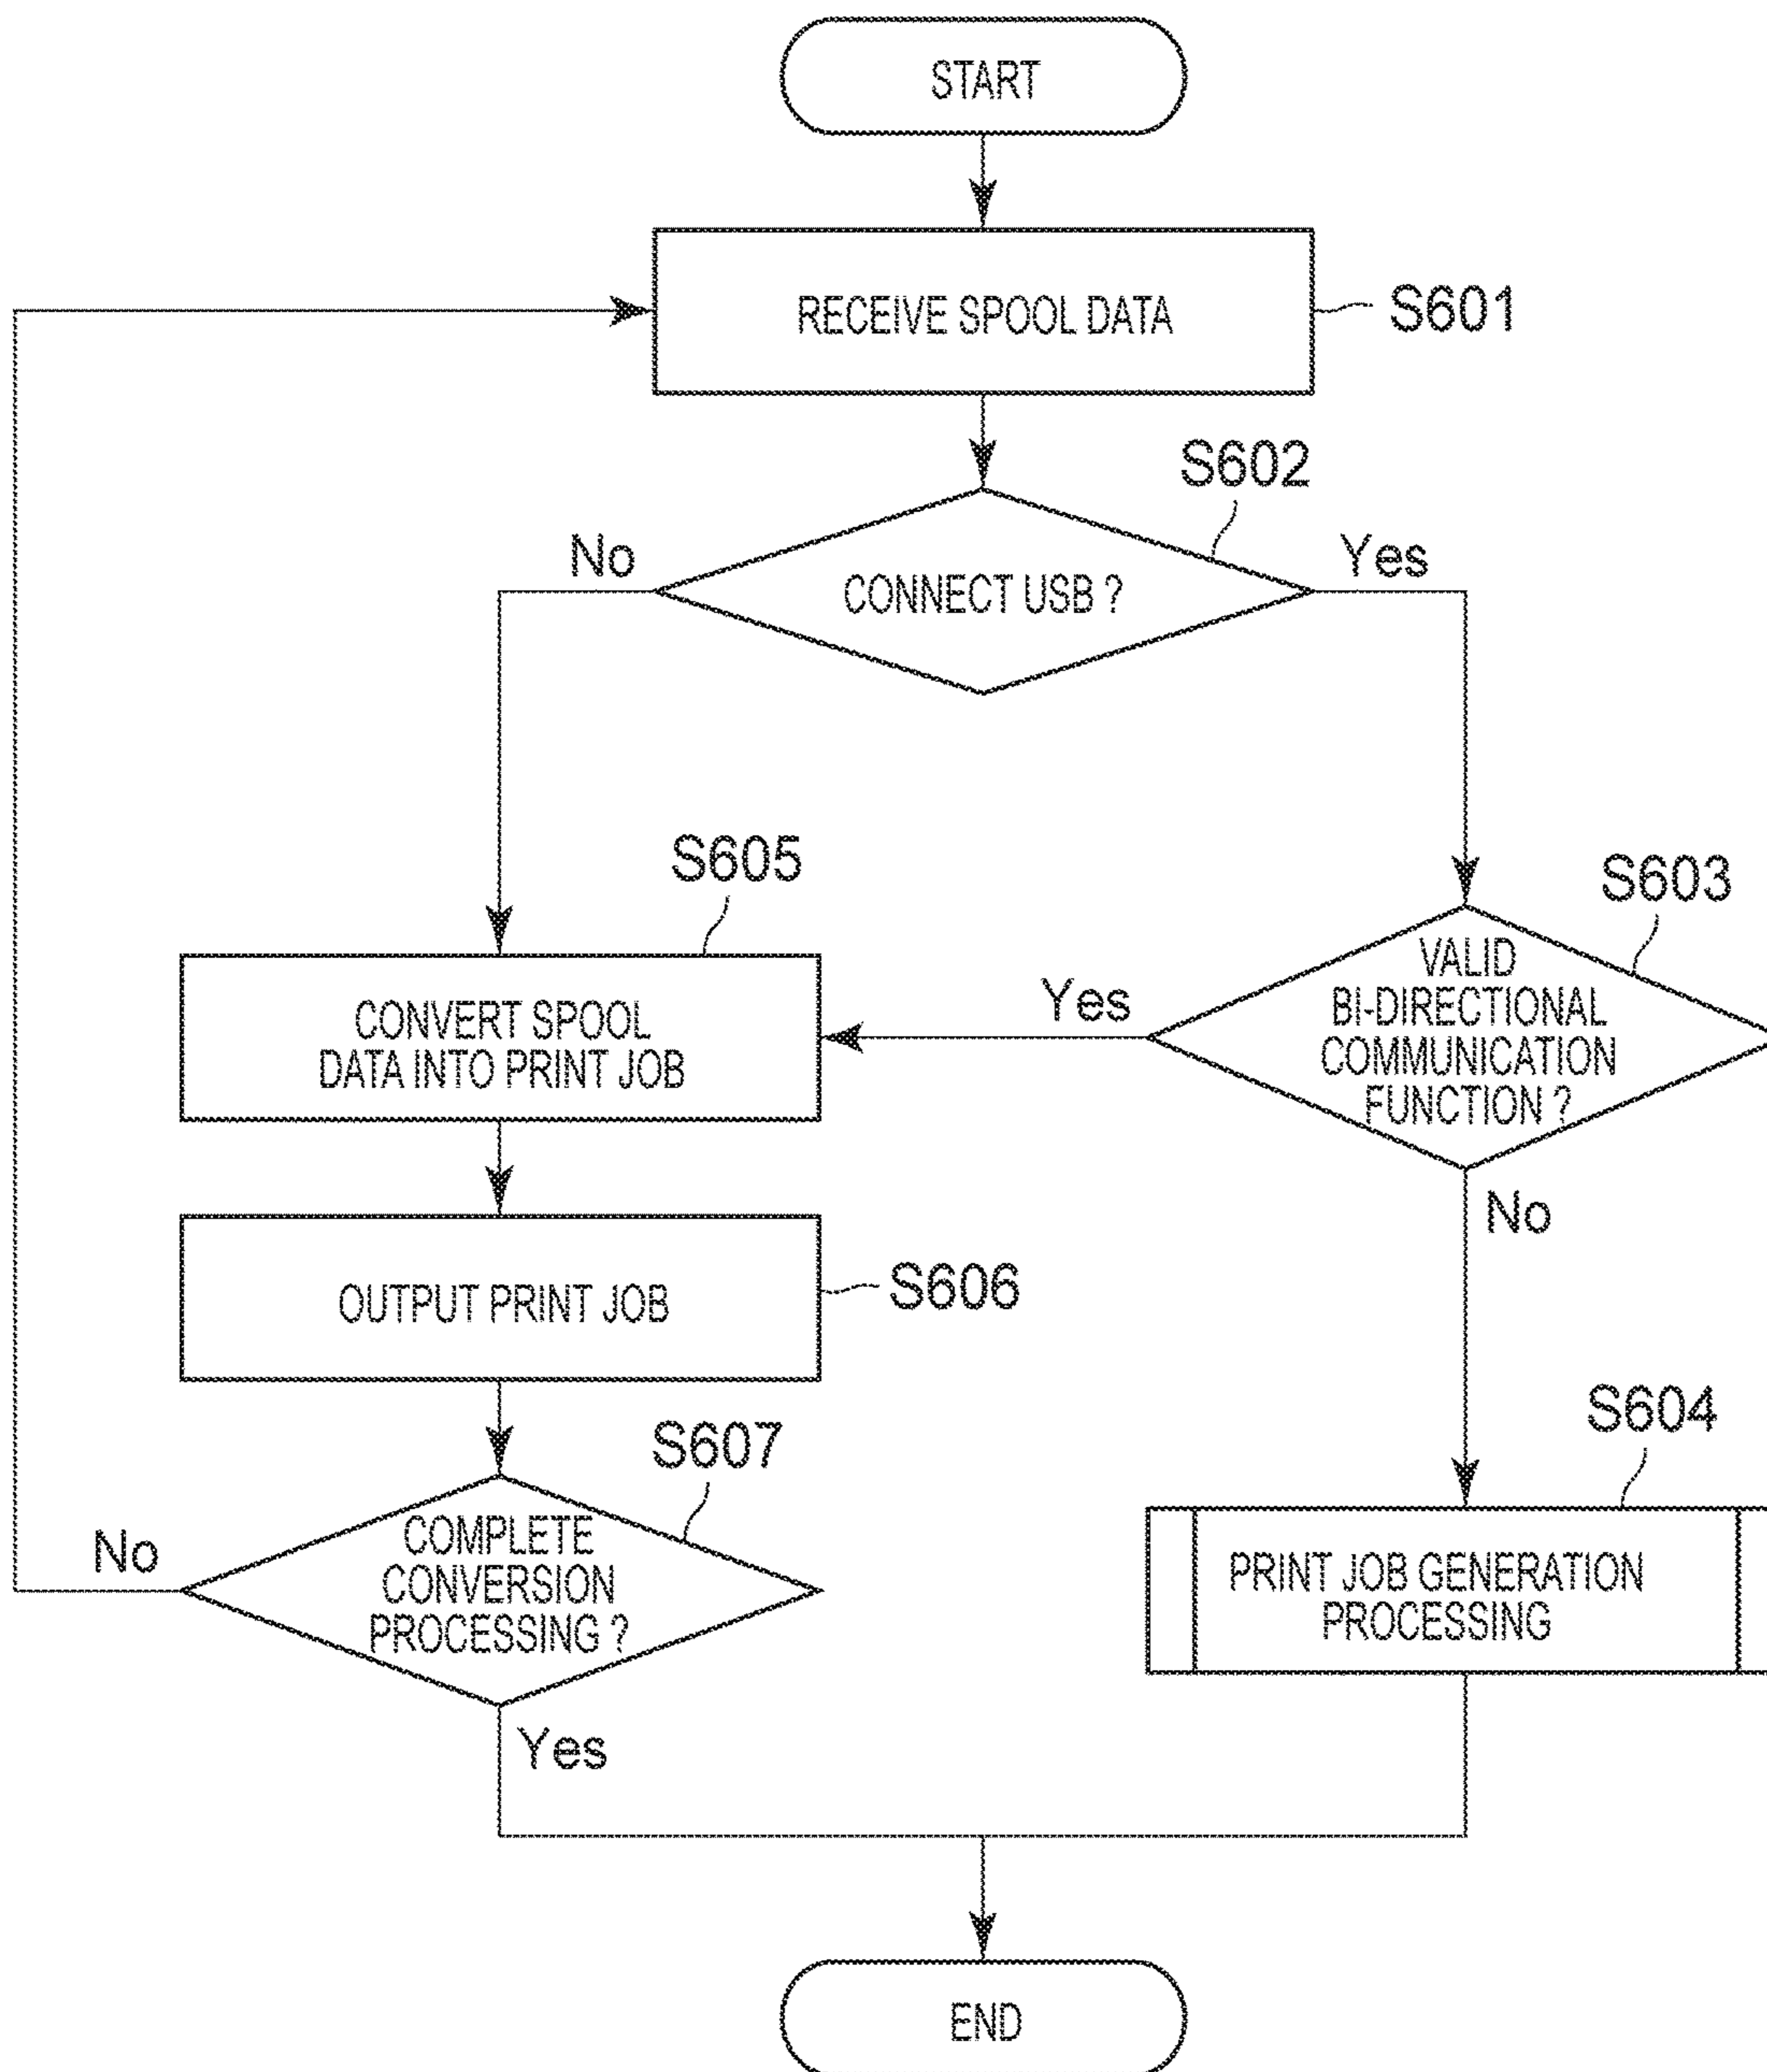 START
RECEIVE SPOOL DATA
S601
S602
No
Yes
CONNECT USB ?
S605
S603
CONVERT SPOOL
DATA INTO PRINT JOB
Yes
VALID
BI-DIRECTIONAL
COMMUNICATION
FUNCTION ?
No
OUTPUT PRINT JOB
S606
S607
S604
No
COMPLETE
CONVERSION
PROCESSING ?
PRINT JOB GENERATION
PROCESSING
Yes
END